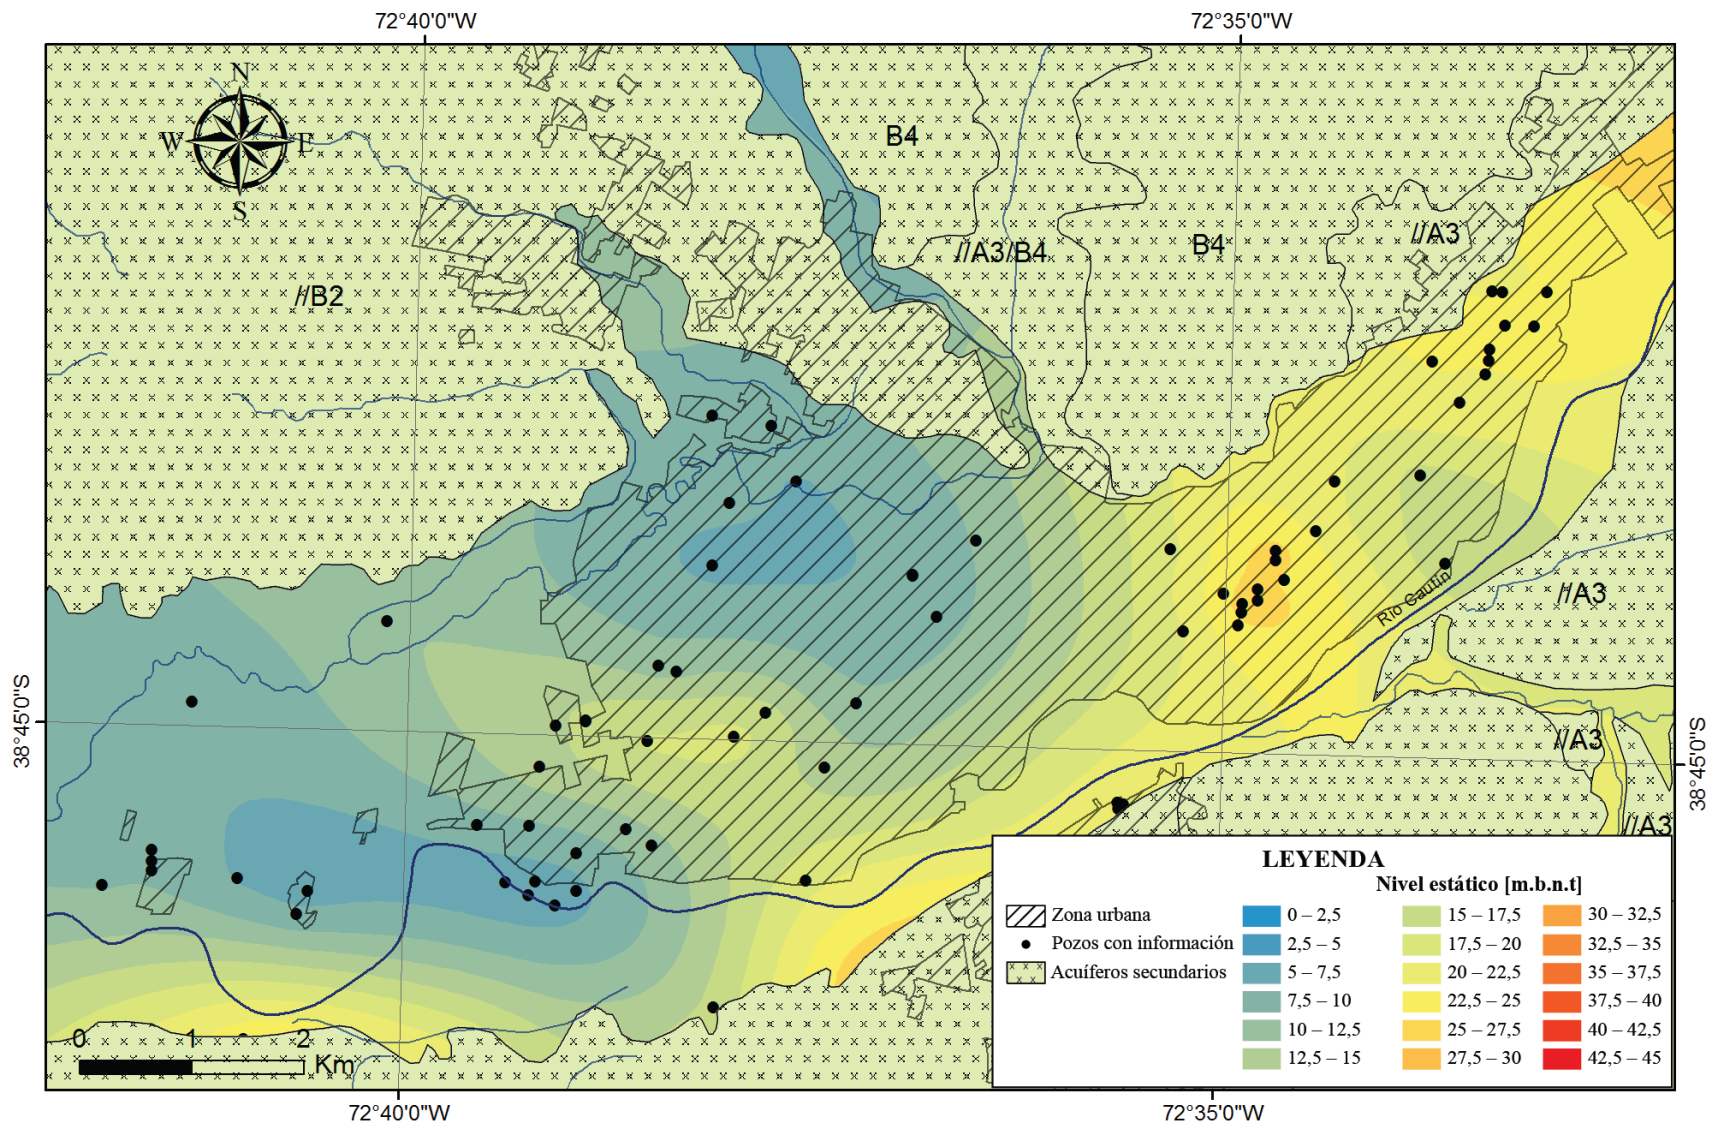 72°40'0"W 72°35'0"W
N
W E
S
B4
//A3
//A3/B4
B4
//B2
Río Cautín
//A3
38°45'0"S
//A3
38°45'0"S
//A3
0 1 2
Km
LEYENDA
Nivel estático [m.b.n.t]
Zona urbana
Pozos con información
Acuíferos secundarios
0 – 2,5
2,5 – 5
5 – 7,5
7,5 – 10
10 – 12,5
12,5 – 15
15 – 17,5
17,5 – 20
20 – 22,5
22,5 – 25
25 – 27,5
27,5 – 30
30 – 32,5
32,5 – 35
35 – 37,5
37,5 – 40
40 – 42,5
42,5 – 45
72°40'0"W 72°35'0"W